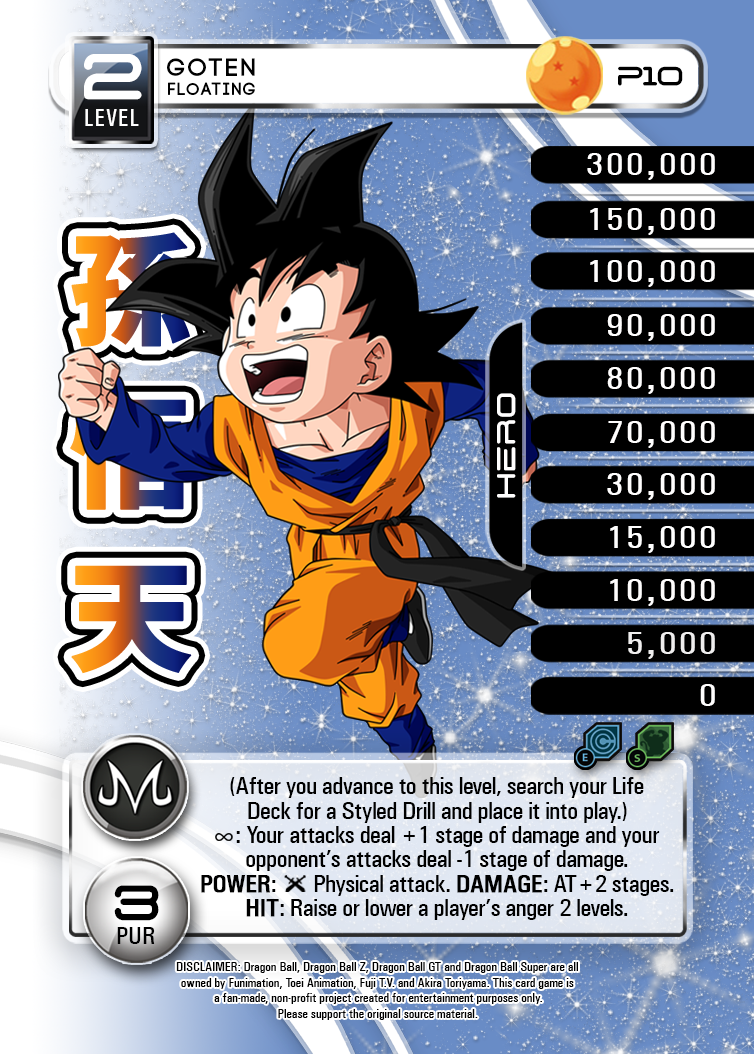 2
LEVEL
GOTEN
FLOATING
P10
300,000
150,000
100,000
90,000
80,000
70,000
30,000
15,000
10,000
5,000
0
孫
悟
天
HERO
E
S
(After you advance to this level, search your Life
Deck for a Styled Drill and place it into play.)
∞: Your attacks deal +1 stage of damage and your
opponent's attacks deal -1 stage of damage.
POWER: Physical attack. DAMAGE: AT+2 stages.
HIT: Raise or lower a player's anger 2 levels.
M
3
PUR
DISCLAIMER: Dragon Ball, Dragon Ball Z, Dragon Ball GT and Dragon Ball Super are all
owned by Funimation, Toei Animation, Fuji T.V. and Akira Toriyama. This card game is
a fan-made, non-profit project created for entertainment purposes only.
Please support the original source material.